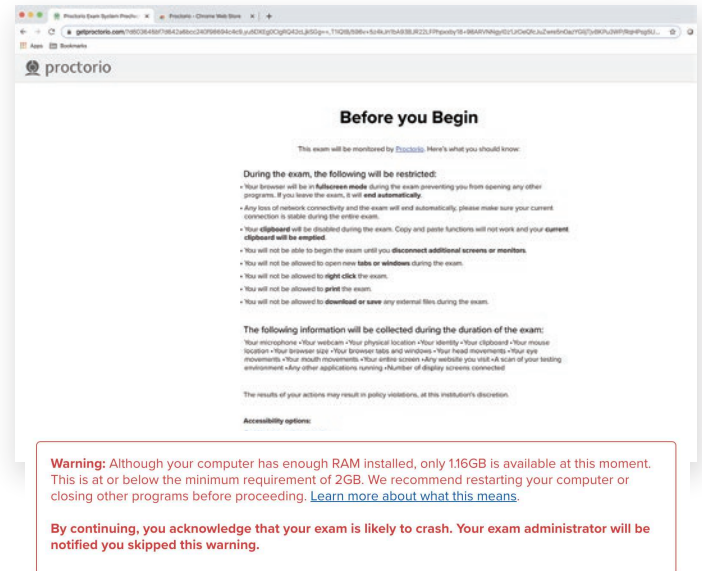 Proctorio Exam System Practice
Proctorio - Chrome Web Store
Apps Bookmarks
proctorio
Before you Begin
This exam will be monitored by Proctorio. Here's what you should know:
During the exam, the following will be restricted:
• Your browser will be in fullscreen mode during the exam preventing you from opening any other
programs. If you leave the exam, it will end automatically.
• Any loss of network connectivity and the exam will end automatically, please make sure your current
connection is stable during the entire exam.
• Your clipboard will be disabled during the exam. Copy and paste functions will not work and your current
clipboard will be emptied.
• You will not be able to begin the exam until you disconnect additional screens or monitors.
• You will not be allowed to open new tabs or windows during the exam.
• You will not be allowed to right click the exam.
• You will not be allowed to print the exam.
• You will not be allowed to download or save any external files during the exam.
The following information will be collected during the duration of the exam:
Your microphone •Your webcam •Your physical location •Your identity •Your clipboard •Your mouse
location •Your browser size •Your browser tabs and windows •Your head movements •Your eye
movements •Your mouth movements •Your entire screen •Any website you visit •A scan of your testing
environment •Any other applications running •Number of display screens connected
The results of your actions may result in policy violations, at this institution's discretion.
Accessibility options:
Warning: Although your computer has enough RAM installed, only 1.16GB is available at this moment.
This is at or below the minimum requirement of 2GB. We recommend restarting your computer or
closing other programs before proceeding. Learn more about what this means.
By continuing, you acknowledge that your exam is likely to crash. Your exam administrator will be
notified you skipped this warning.